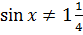 sin x ≠ 1 1/4